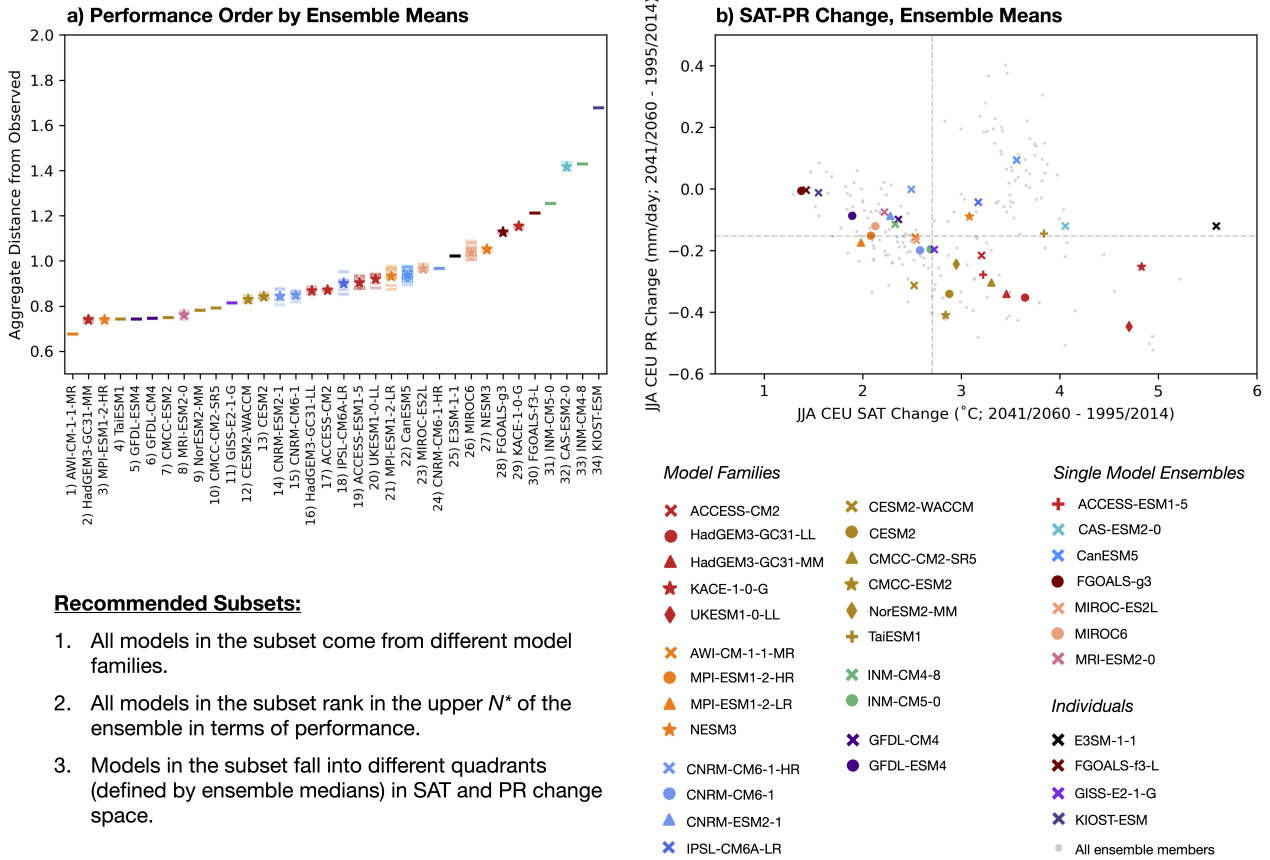 a) Performance Order by Ensemble Means
Aggregate Distance from Observed
2.0
1.8
1.6
1.4
1.2
1.0
0.8
0.6
1) AWI-CM-1-1-MR
2) HadGEM3-GC31-MM
3) MPI-ESM1-2-HR
4) TaiESM1
5) GFDL-ESM4
6) GFDL-CM4
7) CMCC-ESM2
8) MRI-ESM2-0
9) NorESM2-MM
10) CMCC-CM2-SR5
11) GISS-E2-1-G
12) CESM2-WACCM
13) CESM2
14) CNRM-ESM2-1
15) CNRM-CM6-1
16) HadGEM3-GC31-LL
17) ACCESS-CM2
18) IPSL-CM6A-LR
19) ACCESS-ESM1-5
20) UKESM1-0-LL
21) MPI-ESM1-2-LR
22) CanESM5
23) MIROC-ES2L
24) CNRM-CM6-1-HR
25) E3SM-1-1
26) MIROC6
27) NESM3
28) FGOALS-g3
29) KACE-1-0-G
30) FGOALS-f3-L
31) INM-CM5-0
32) CAS-ESM2-0
33) INM-CM4-8
34) KIOST-ESM
b) SAT-PR Change, Ensemble Means
JJA CEU PR Change (mm/day; 2041/2060 - 1995/2014)
0.4
0.2
0.0
−0.2
−0.4
−0.6
1
2
3
4
5
6
JJA CEU SAT Change (˚C; 2041/2060 - 1995/2014)
Recommended Subsets:
1. All models in the subset come from different model
families.
2. All models in the subset rank in the upper N* of the
ensemble in terms of performance.
3. Models in the subset fall into different quadrants
(defined by ensemble medians) in SAT and PR change
space.
Model Families
ACCESS-CM2
HadGEM3-GC31-LL
HadGEM3-GC31-MM
KACE-1-0-G
UKESM1-0-LL
AWI-CM-1-1-MR
MPI-ESM1-2-HR
MPI-ESM1-2-LR
NESM3
CNRM-CM6-1-HR
CNRM-CM6-1
CNRM-ESM2-1
IPSL-CM6A-LR
CESM2-WACCM
CESM2
CMCC-CM2-SR5
CMCC-ESM2
NorESM2-MM
TaiESM1
INM-CM4-8
INM-CM5-0
GFDL-CM4
GFDL-ESM4
Single Model Ensembles
ACCESS-ESM1-5
CAS-ESM2-0
CanESM5
FGOALS-g3
MIROC-ES2L
MIROC6
MRI-ESM2-0
Individuals
E3SM-1-1
FGOALS-f3-L
GISS-E2-1-G
KIOST-ESM
All ensemble members